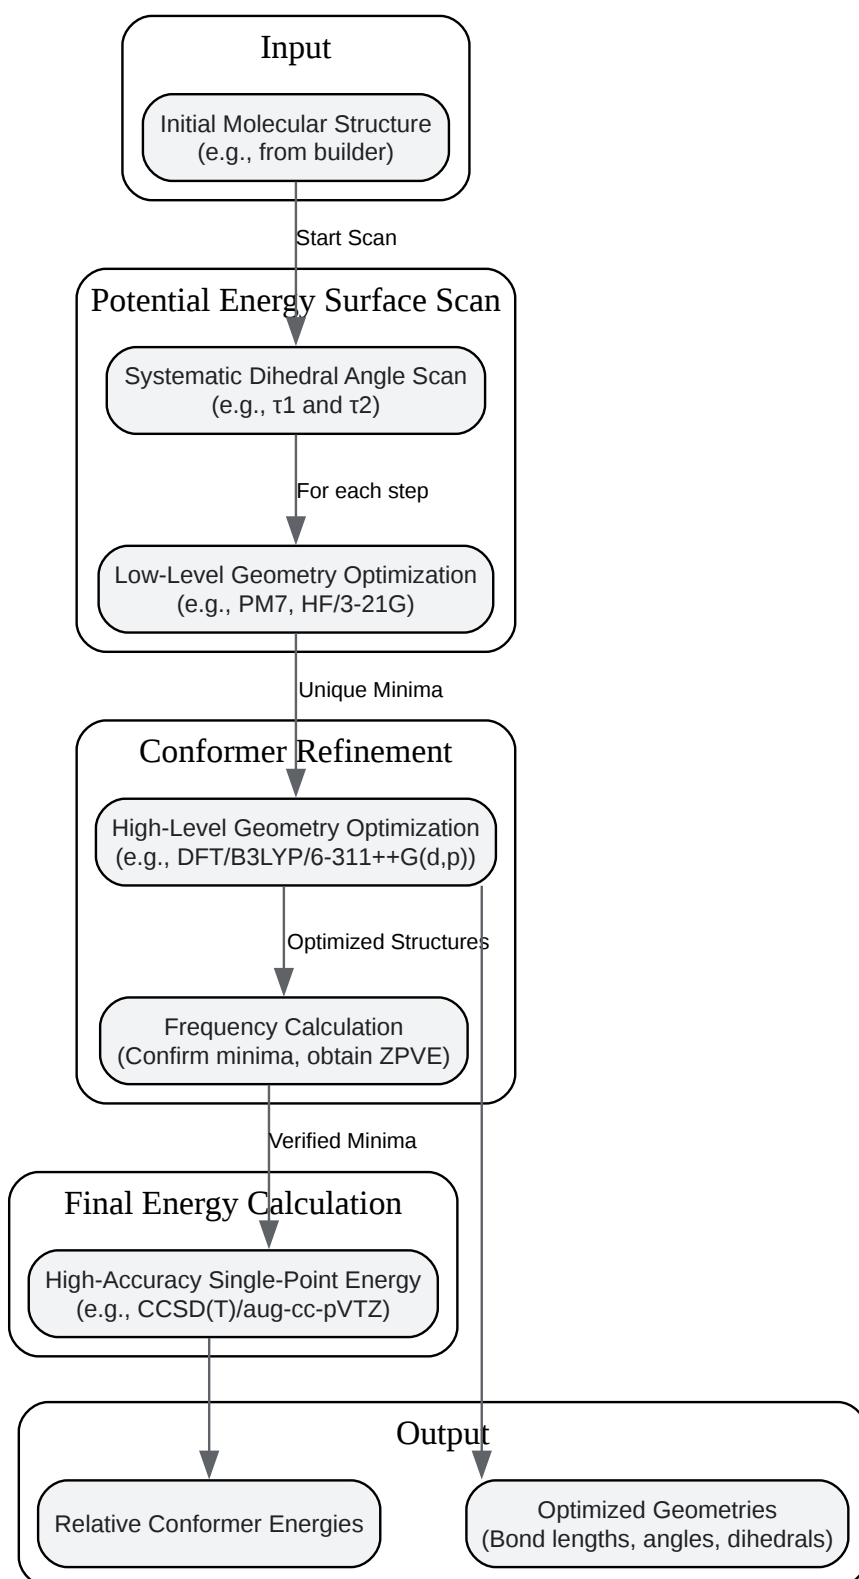 Input
Initial Molecular Structure
(e.g., from builder)
Start Scan
Potential Energy Surface Scan
Systematic Dihedral Angle Scan
(e.g., τ1 and τ2)
For each step
Low-Level Geometry Optimization
(e.g., PM7, HF/3-21G)
Unique Minima
Conformer Refinement
High-Level Geometry Optimization
(e.g., DFT/B3LYP/6-311++G(d,p))
Optimized Structures
Frequency Calculation
(Confirm minima, obtain ZPVE)
Verified Minima
Final Energy Calculation
High-Accuracy Single-Point Energy
(e.g., CCSD(T)/aug-cc-pVTZ)
Output
Relative Conformer Energies
Optimized Geometries
(Bond lengths, angles, dihedrals)